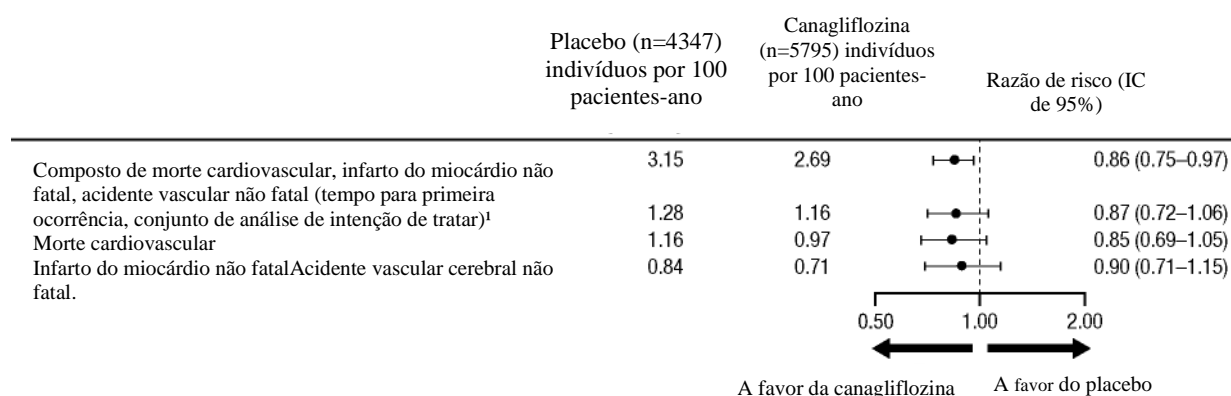 Placebo (n=4347)
indivíduos por 100
pacientes-ano
Canagliflozina
(n=5795) indivíduos
por 100 pacientes-
ano
Razão de risco (IC
de 95%)
Composto de morte cardiovascular, infarto do miocárdio não
fatal, acidente vascular não fatal (tempo para primeira
ocorrência, conjunto de análise de intenção de tratar)¹
Morte cardiovascular
Infarto do miocárdio não fatalAcidente vascular cerebral não
fatal.
3.15 2.69 0.86 (0.75–0.97)
1.28 1.16 0.87 (0.72–1.06)
1.16 0.97 0.85 (0.69–1.05)
0.84 0.71 0.90 (0.71–1.15)
0.50 1.00 2.00
A favor da canagliflozina A favor do placebo